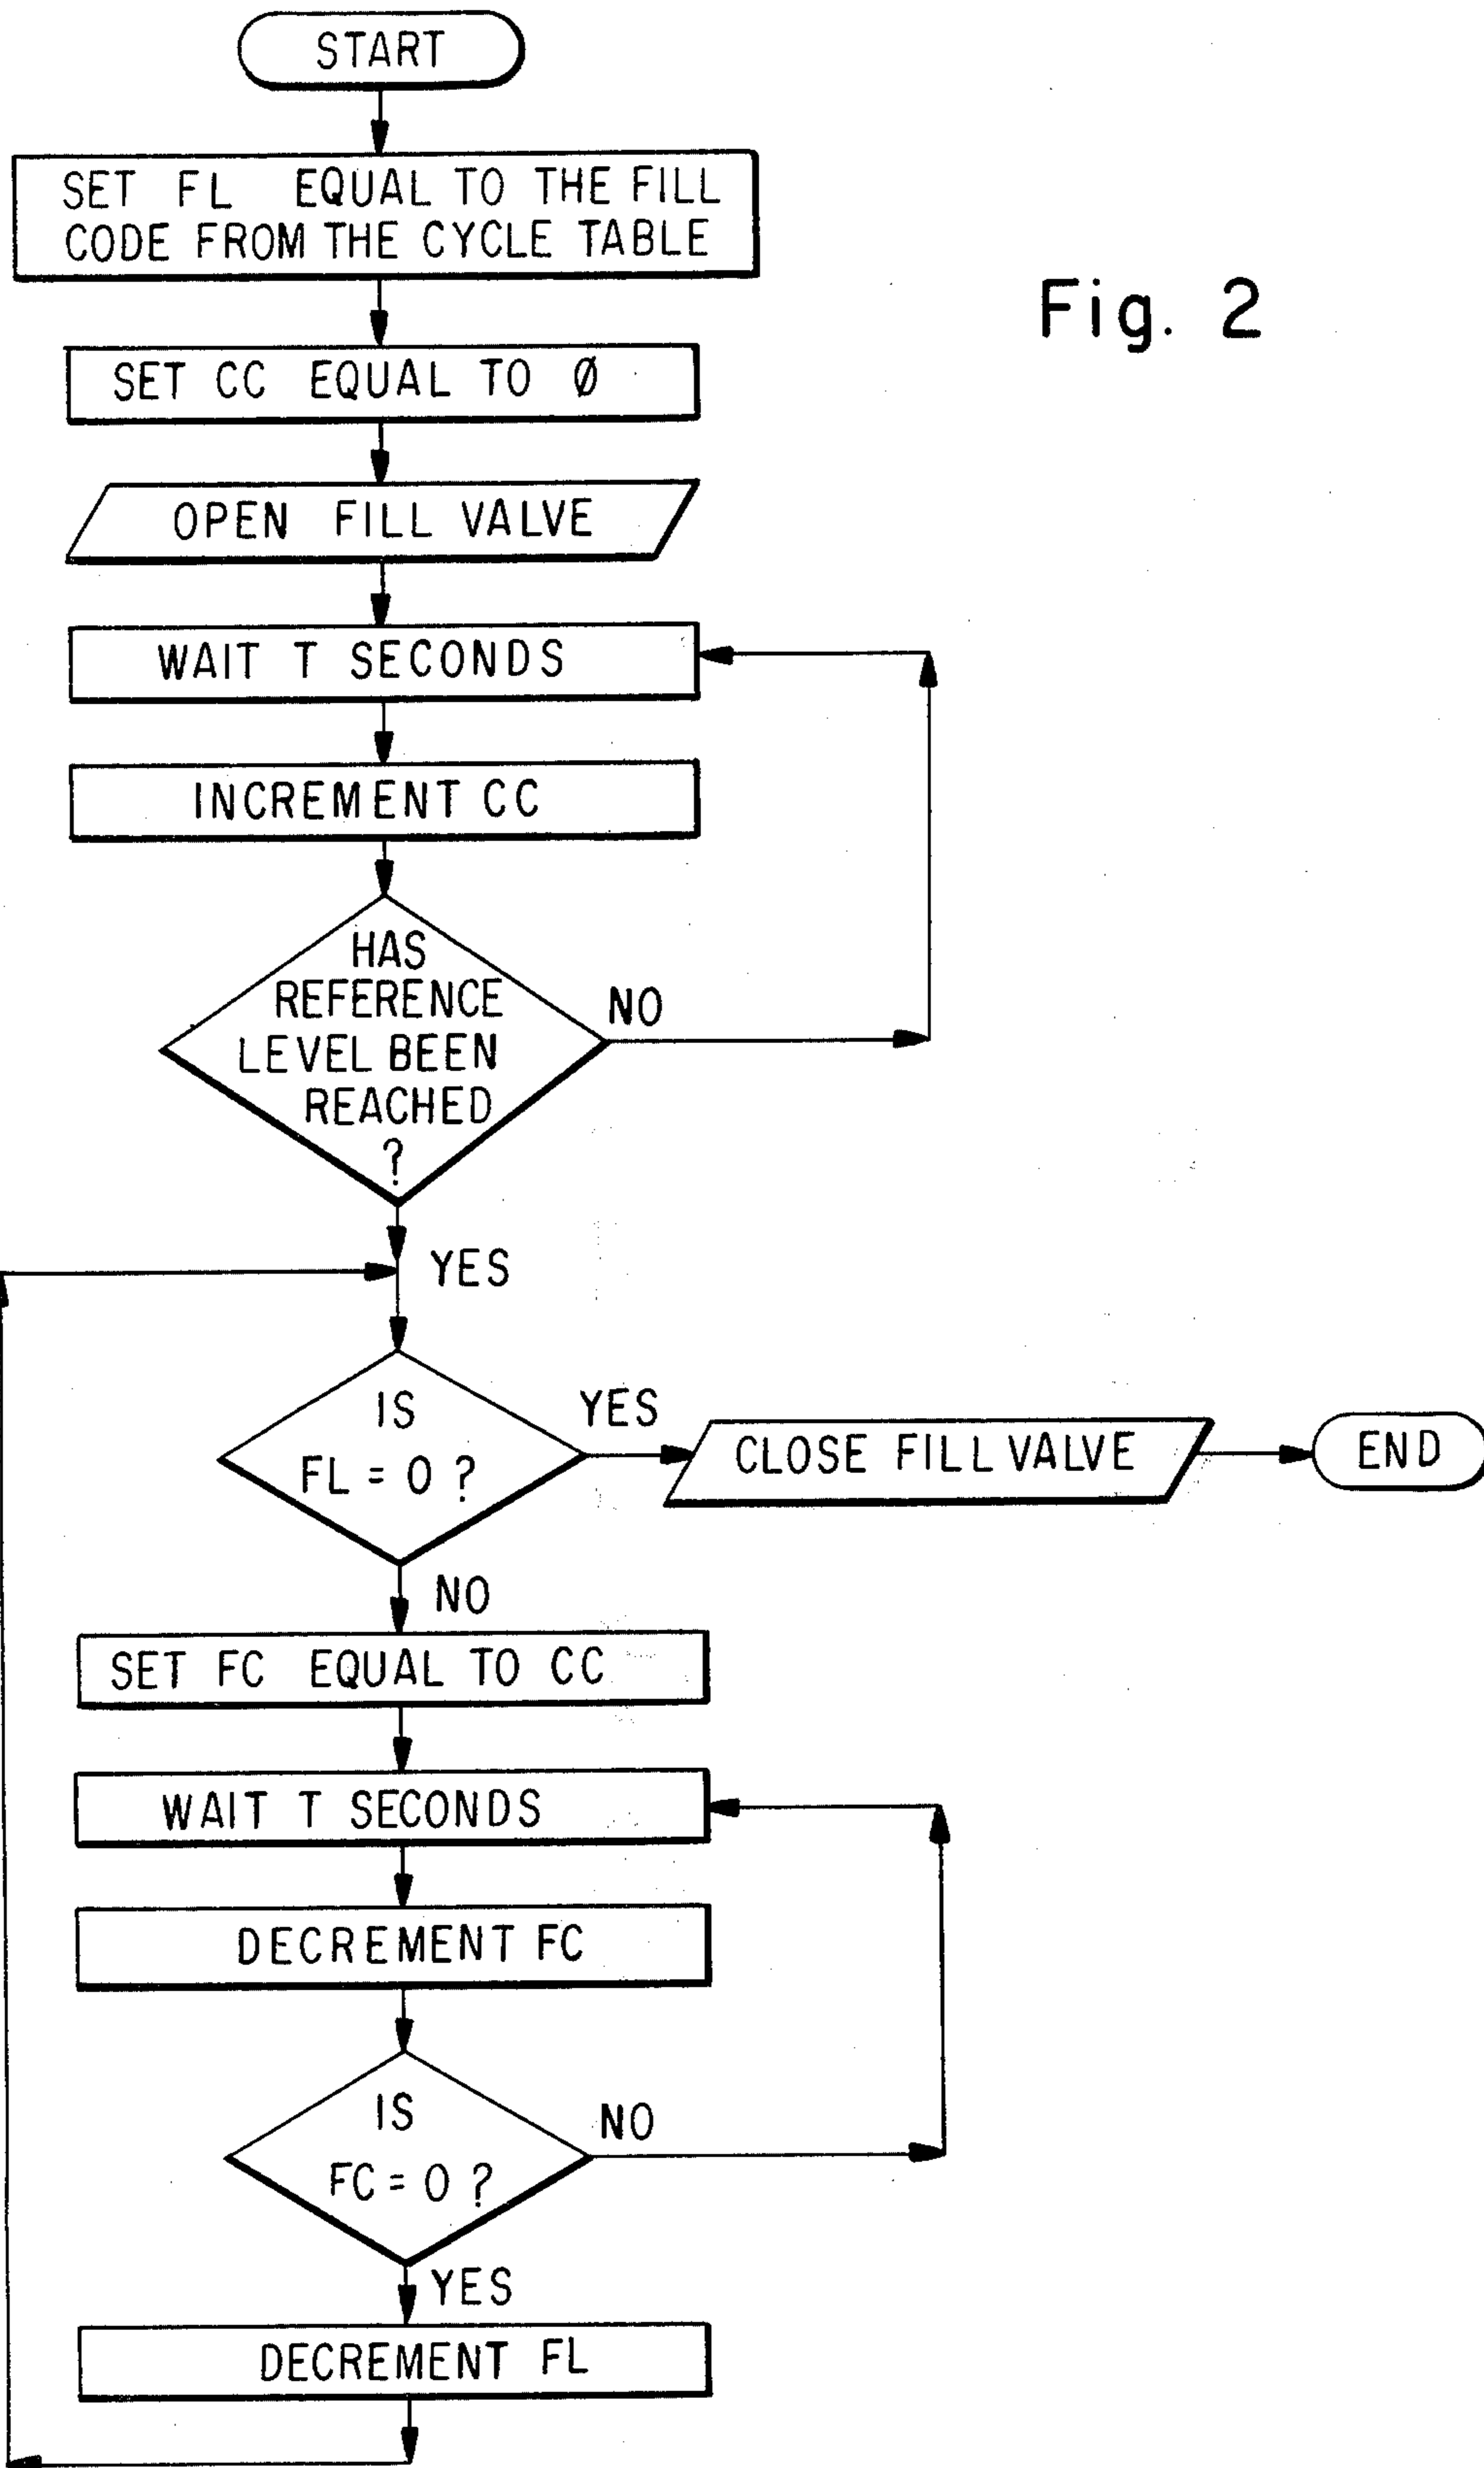 START
SET FL EQUAL TO THE FILL
CODE FROM THE CYCLE TABLE
Fig. 2
SET CC EQUAL TO Ø
OPEN FILL VALVE
WAIT T SECONDS
INCREMENT CC
HAS
REFERENCE
LEVEL BEEN
REACHED
?
NO
YES
IS
FL = 0 ?
YES
CLOSE FILL VALVE
END
NO
SET FC EQUAL TO CC
WAIT T SECONDS
DECREMENT FC
IS
FC = 0 ?
NO
YES
DECREMENT FL